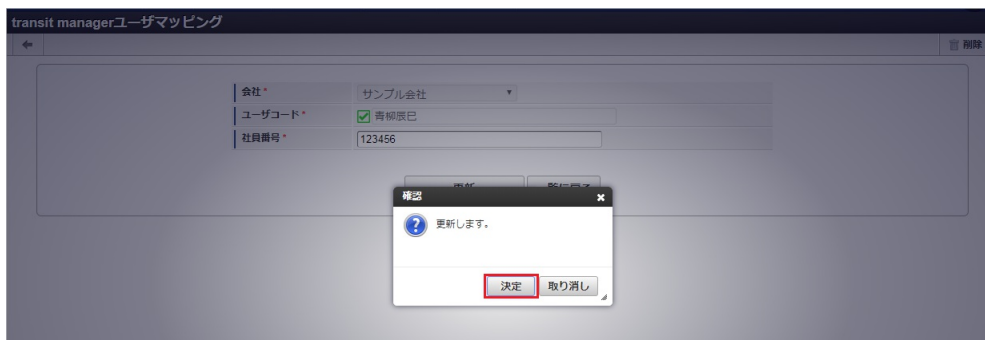 transit managerユーザマッピング
削除
会社*
サンプル会社
ユーザコード*
青柳辰巳
社員番号*
123456
確認
更新します。
決定 取り消し